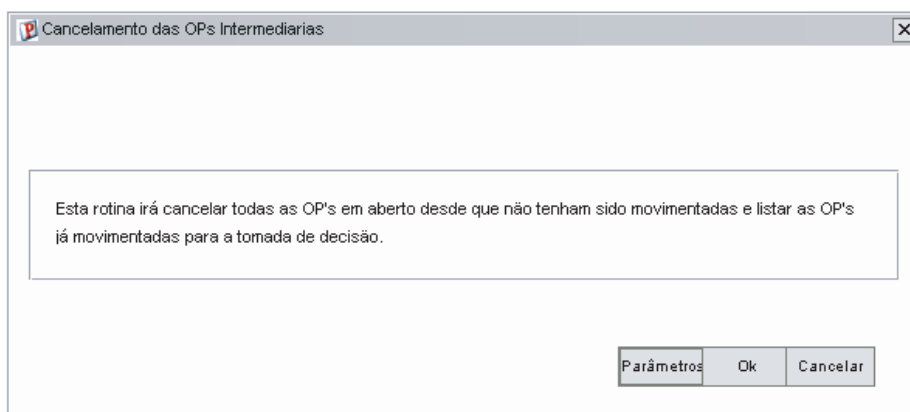 Cancelamento das OPs Intermediarias
Esta rotina irá cancelar todas as OP's em aberto desde que não tenham sido movimentadas e listar as OP's
já movimentadas para a tomada de decisão.
Parâmetros Ok Cancelar